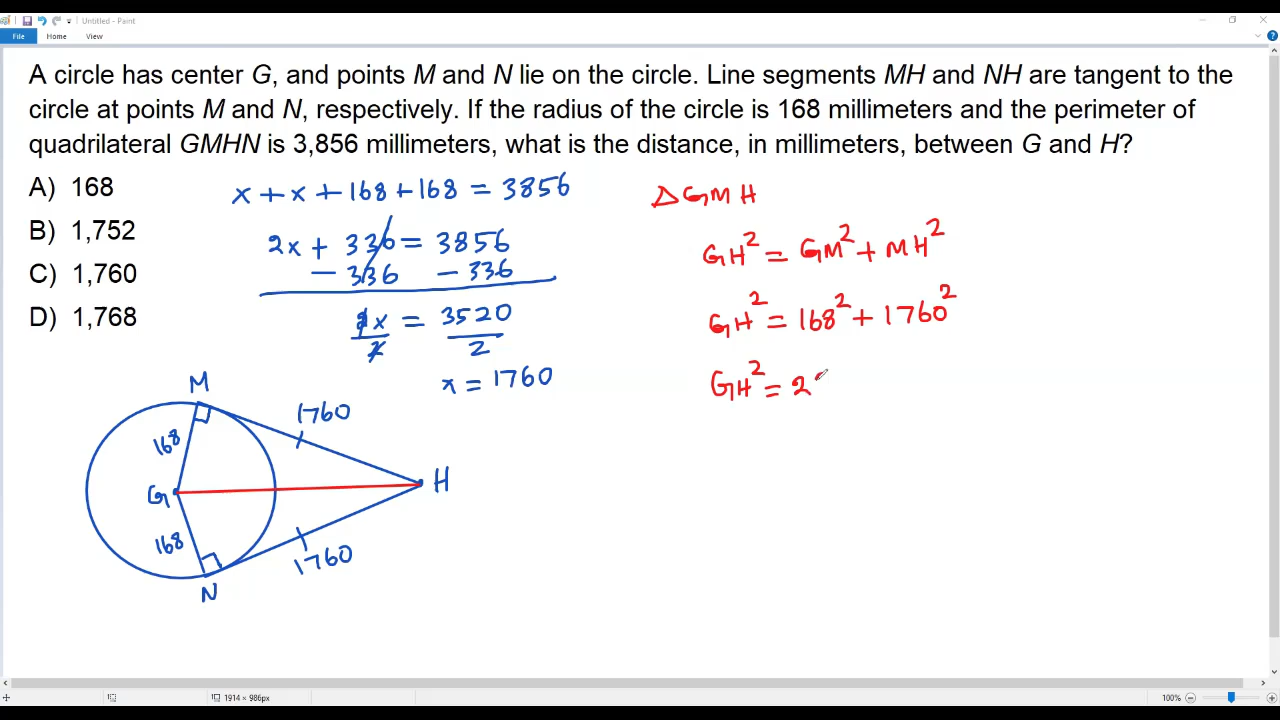 Untitled - Paint
File Home View
A circle has center G, and points M and N lie on the circle. Line segments MH and NH are tangent to the
circle at points M and N, respectively. If the radius of the circle is 168 millimeters and the perimeter of
quadrilateral GMHN is 3,856 millimeters, what is the distance, in millimeters, between G and H?
A) 168
B) 1,752
C) 1,760
D) 1,768
x + x + 168 + 168 = 3856
2x + 336 = 3856
- 336 - 336
2x = 3520
2 2
x = 1760
△GMH
GH² = GM² + MH²
GH² = 168² + 1760²
GH² = 2
M
1760
168
G
H
168
1760
N
1914 × 986px
100%